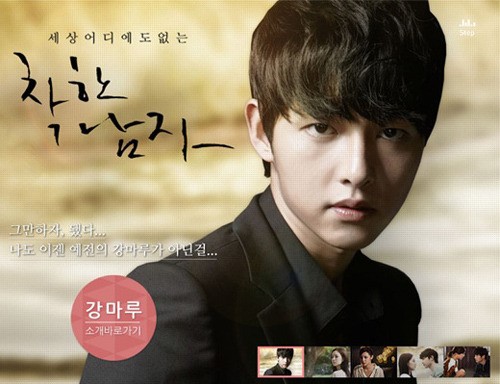 세상어디에도없는
착한
남자
그만하자, 됐다...
나도 이젠 예전의 강마루가 아닌걸...
강마루
소개바로가기
Step